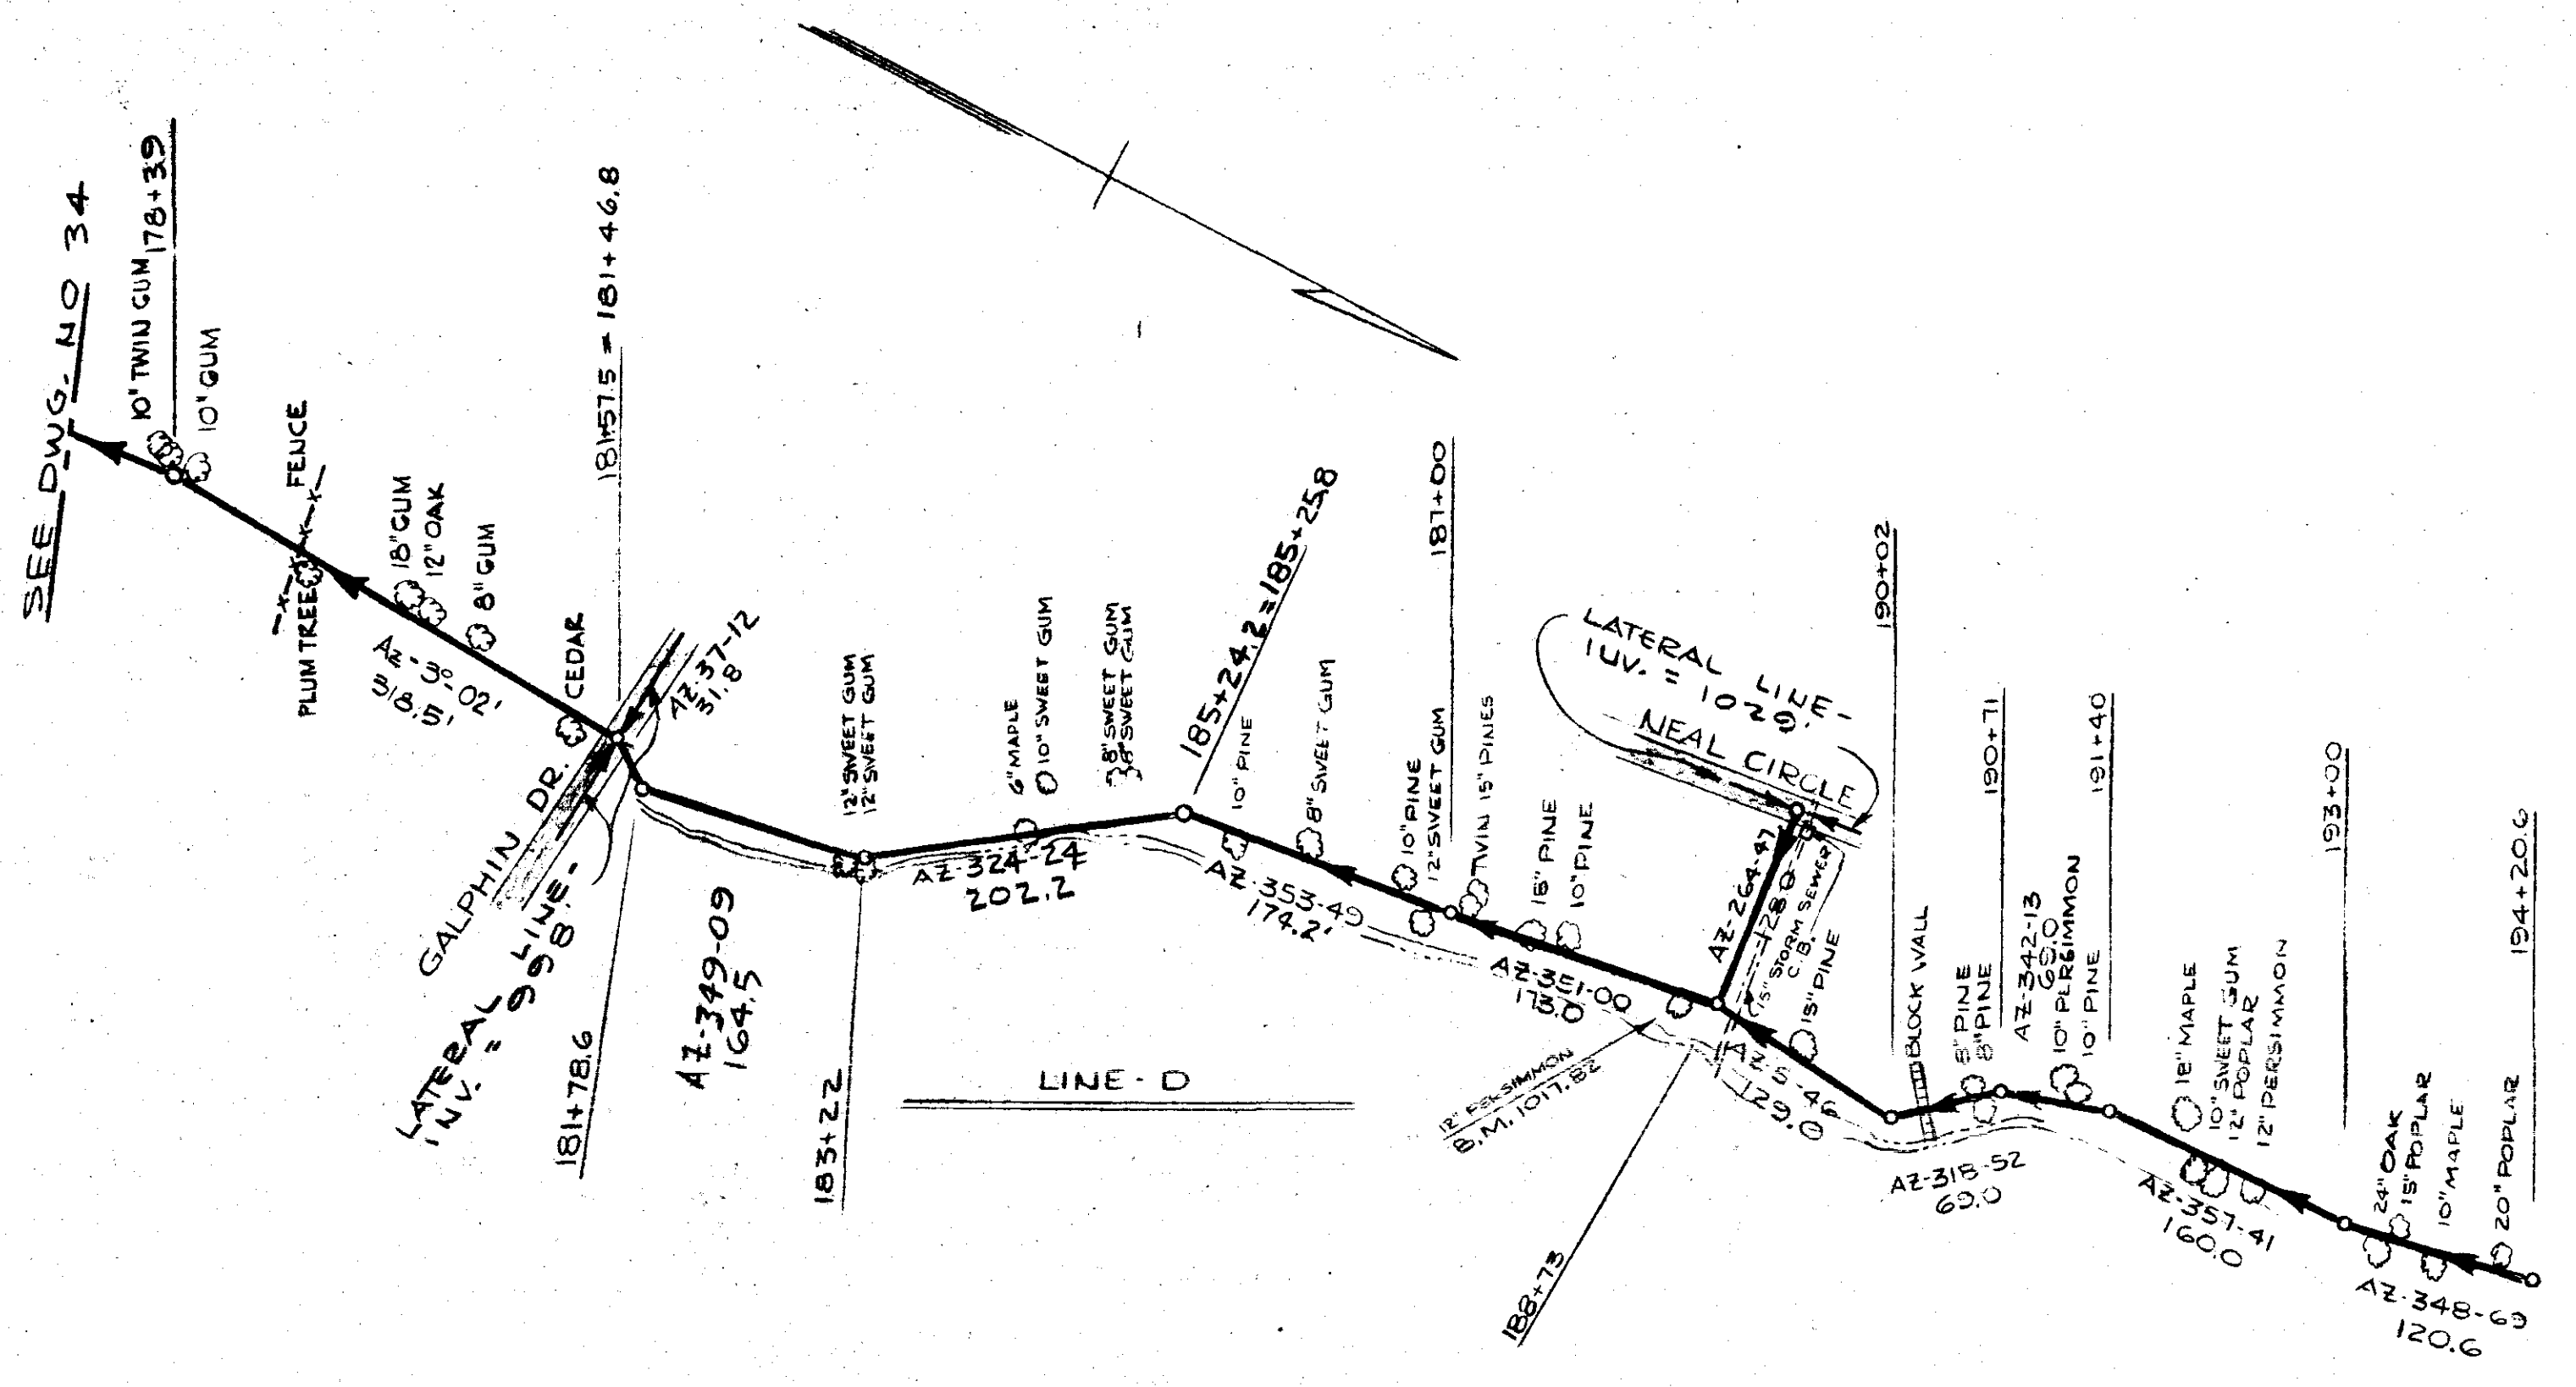 SEE DWG. NO 34
10" TWIN GUM
178+39
10" GUM
FENCE
PLUM TREE
18" GUM
12" OAK
8" GUM
AZ-3°-02'
318.5'
CEDAR
181+57.5 = 181+46.8
AZ-37-12
31.8
GALPHIN DR.
LATERAL LINE-
INV. = 998.8
181+78.6
AZ-349-09
164.5
183+22
12" SWEET GUM
12" SWEET GUM
AZ-324-24
202.2
6" MAPLE
10" SWEET GUM
8" SWEET GUM
SWEET GUM
185+24.2=185+25.8
10" PINE
8" SWEET GUM
AZ-353-49
174.2'
LINE-D
10" PINE
12" SWEET GUM
187+00
TWIN 15" PINES
15" PINE
10" PINE
AZ-351-00
173.0
12" PERSIMMON
B.M. 1017.82
188+73
LATERAL LINE-
INV. = 1020.
NEAL CIRCLE
AZ-264-47
128.0
15" STORM SEWER
C.B.
15" PINE
AZ-5-46
129.0
190+02
BLOCK WALL
AZ-318-52
69.0
8" PINE
8" PINE
190+71
AZ-342-13
69.0
10" PERSIMMON
10" PINE
191+40
18" MAPLE
10" SWEET GUM
12" POPLAR
12" PERSIMMON
AZ-357-41
160.0
193+00
24" OAK
15" POPLAR
10" MAPLE
20" POPLAR
194+20.6
AZ-348-69
120.6